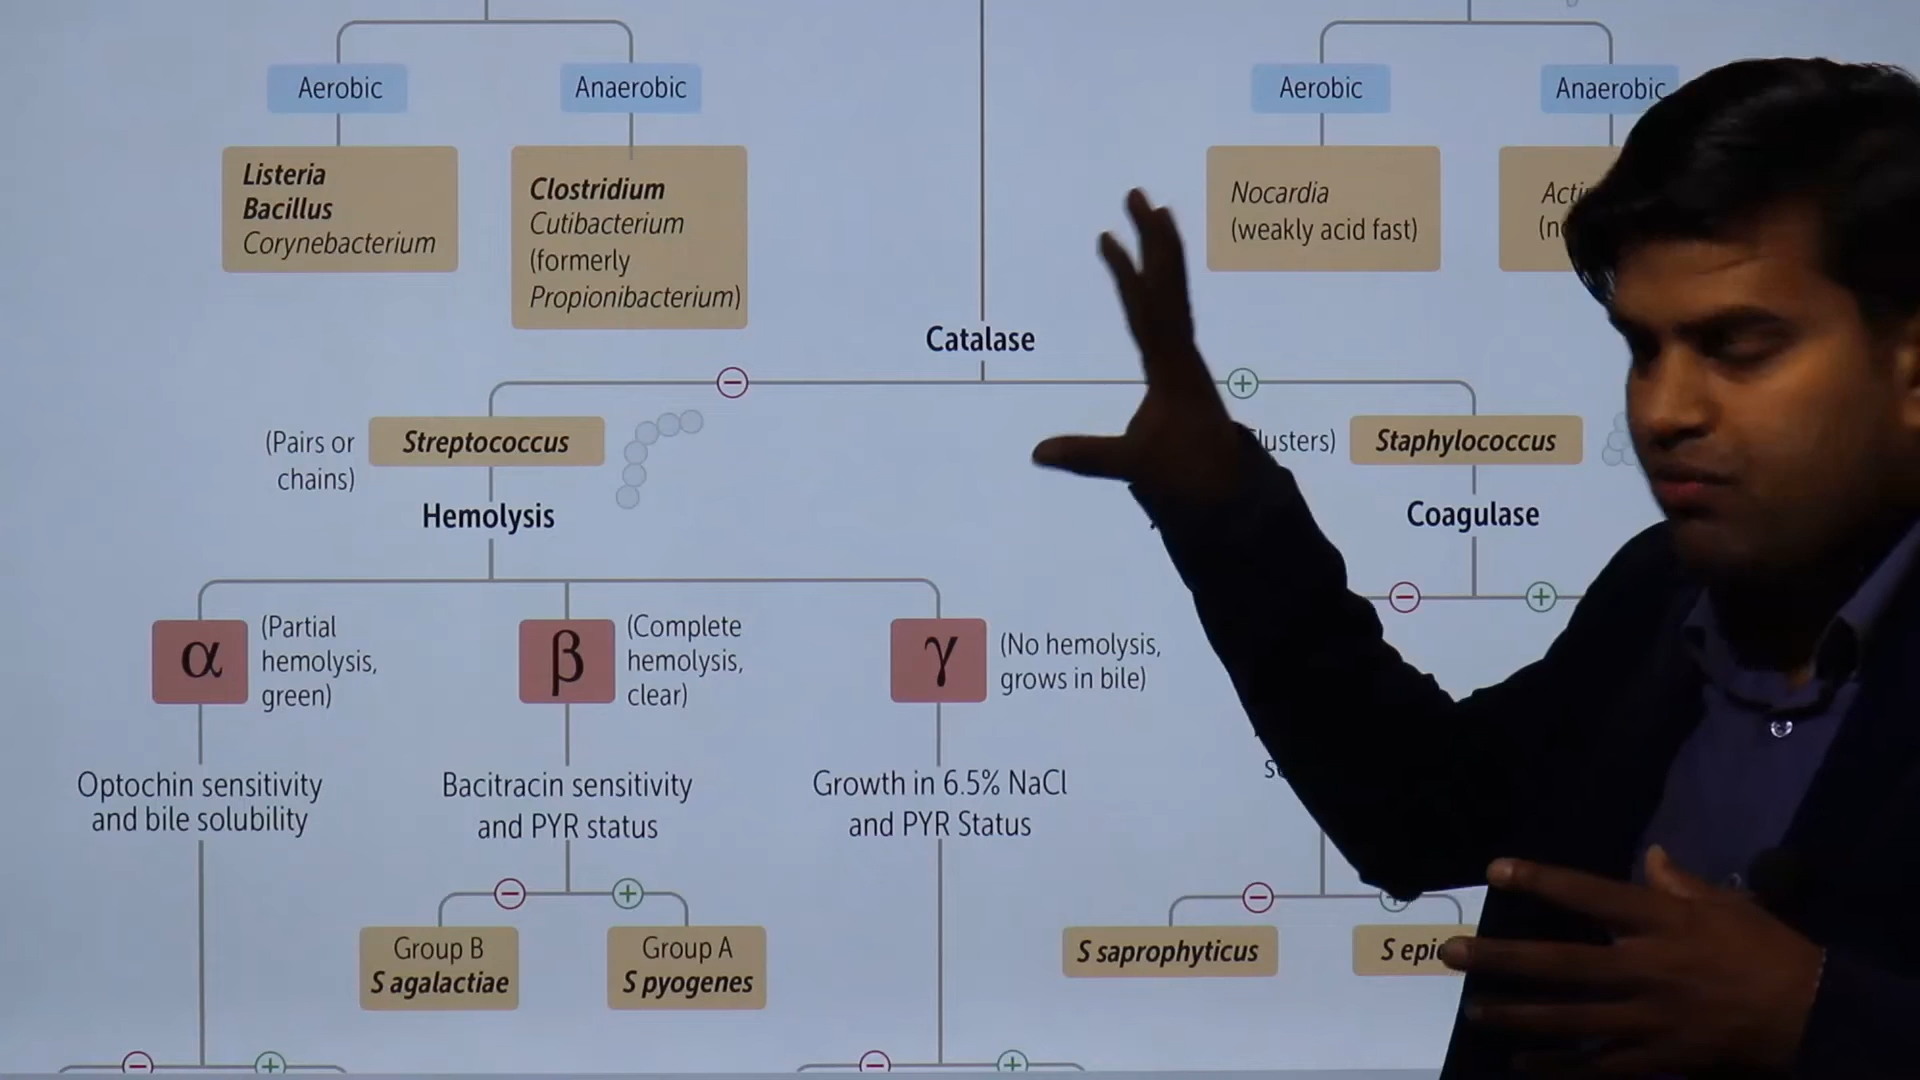 Aerobic
Anaerobic
Listeria
Bacillus
Corynebacterium
Clostridium
Cutibacterium
(formerly
Propionibacterium)
Aerobic
Anaerobic
Nocardia
(weakly acid fast)
Catalase
−
+
(Pairs or
chains)
Streptococcus
Staphylococcus
Hemolysis
Coagulase
−
+
α
(Partial
hemolysis,
green)
β
(Complete
hemolysis,
clear)
γ
(No hemolysis,
grows in bile)
Optochin sensitivity
and bile solubility
Bacitracin sensitivity
and PYR status
Growth in 6.5% NaCl
and PYR Status
−
+
−
+
Group B
S agalactiae
Group A
S pyogenes
S saprophyticus
S epi
−
+
−
+